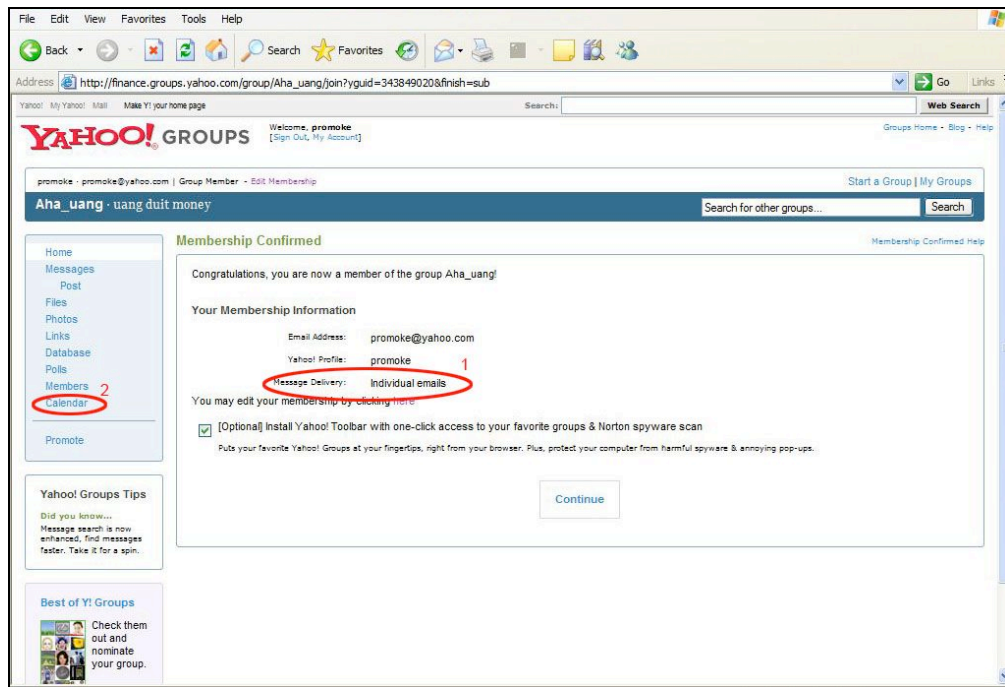 File Edit View Favorites Tools Help
Back Search Favorites
Address http://finance.groups.yahoo.com/group/Aha_uang/join?yguid=343849020&finish=sub Go Links
Yahoo! My Yahoo! Mail Make Y! your home page Search: Web Search
YAHOO! GROUPS Welcome, promoke
[Sign Out, My Account]
Groups Home - Blog - Help
promoke · promoke@yahoo.com | Group Member - Edit Membership Start a Group | My Groups
Aha_uang · uang duit money Search for other groups... Search
Home
Messages
Post
Files
Photos
Links
Database
Polls
Members
2
Calendar
Promote
Membership Confirmed Membership Confirmed Help
Congratulations, you are now a member of the group Aha_uang!
Your Membership Information
Email Address: promoke@yahoo.com
Yahoo! Profile: promoke
1
Message Delivery: Individual emails
You may edit your membership by clicking here
[Optional] Install Yahoo! Toolbar with one-click access to your favorite groups & Norton spyware scan
Puts your favorite Yahoo! Groups at your fingertips, right from your browser. Plus, protect your computer from harmful spyware & annoying pop-ups.
Continue
Yahoo! Groups Tips
Did you know...
Message search is now
enhanced, find messages
faster. Take it for a spin.
Best of Y! Groups
Check them
out and
nominate
your group.